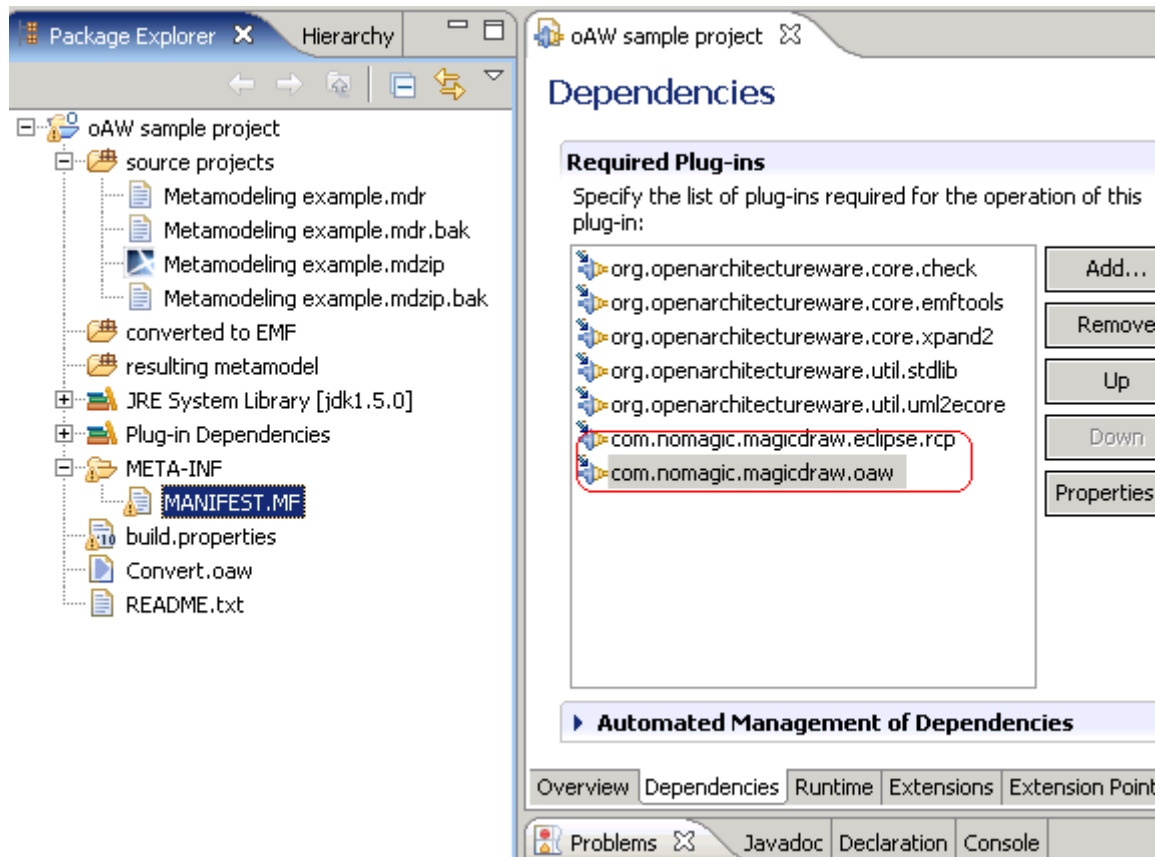 Package Explorer
Hierarchy
oAW sample project
source projects
Metamodeling example.mdr
Metamodeling example.mdr.bak
Metamodeling example.mdzip
Metamodeling example.mdzip.bak
converted to EMF
resulting metamodel
JRE System Library [jdk1.5.0]
Plug-in Dependencies
META-INF
MANIFEST.MF
build.properties
Convert.oaw
README.txt
oAW sample project
Dependencies
Required Plug-ins
Specify the list of plug-ins required for the operation of this
plug-in:
org.openarchitectureware.core.check
org.openarchitectureware.core.emftools
org.openarchitectureware.core.xpand2
org.openarchitectureware.util.stdlib
org.openarchitectureware.util.uml2ecore
com.nomagic.magicdraw.eclipse.rcp
com.nomagic.magicdraw.oaw
Add...
Remove
Up
Down
Properties
Automated Management of Dependencies
Overview Dependencies Runtime Extensions Extension Point
Problems Javadoc Declaration Console